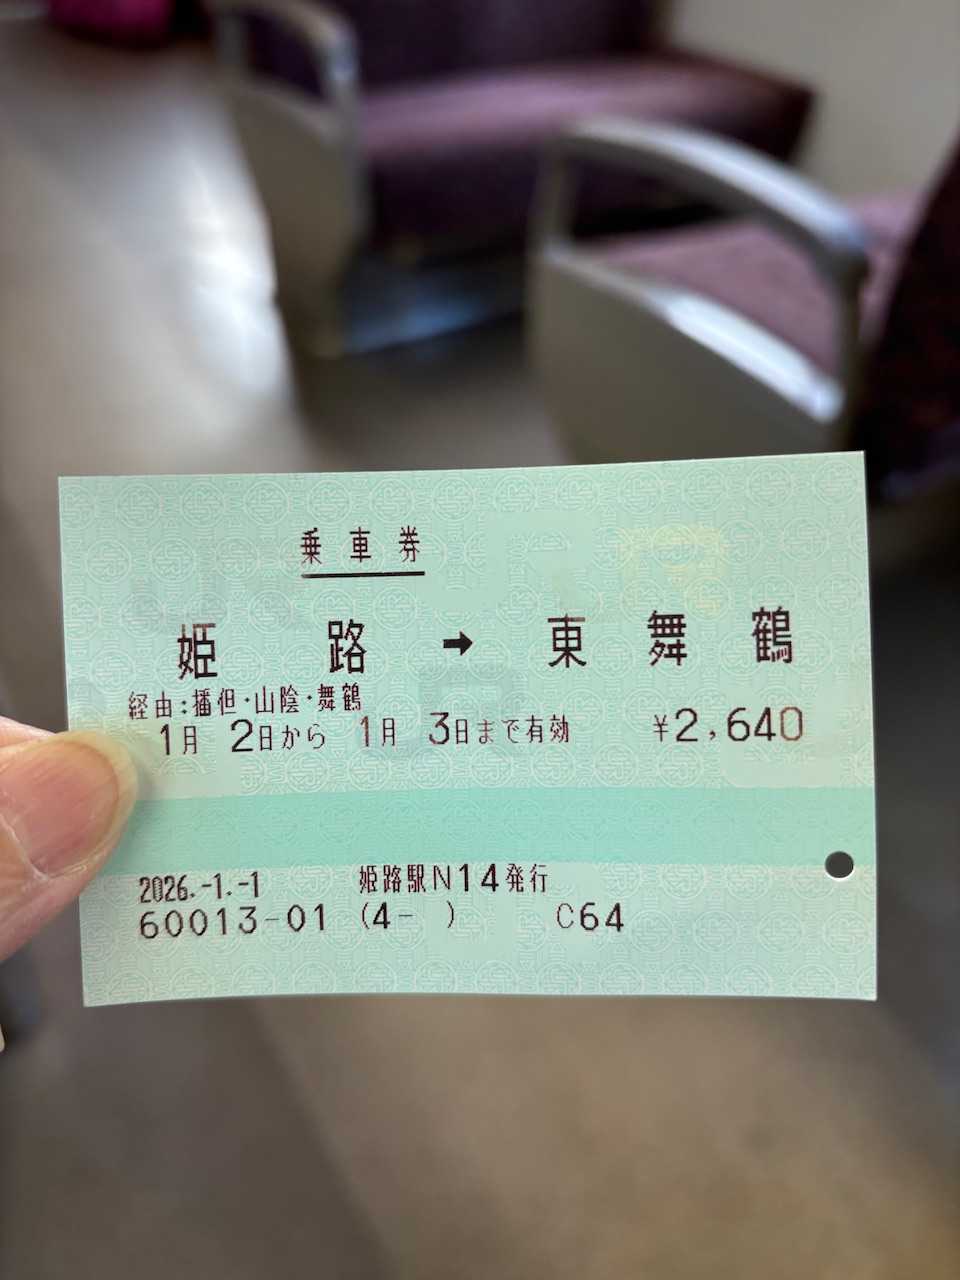 乗車券
姫路 → 東舞鶴
経由:播但・山陰・舞鶴
1月 2日から 1月 3日まで有効 ¥2,640
2026.-1.-1 姫路駅N14発行
60013-01 (4- ) C64